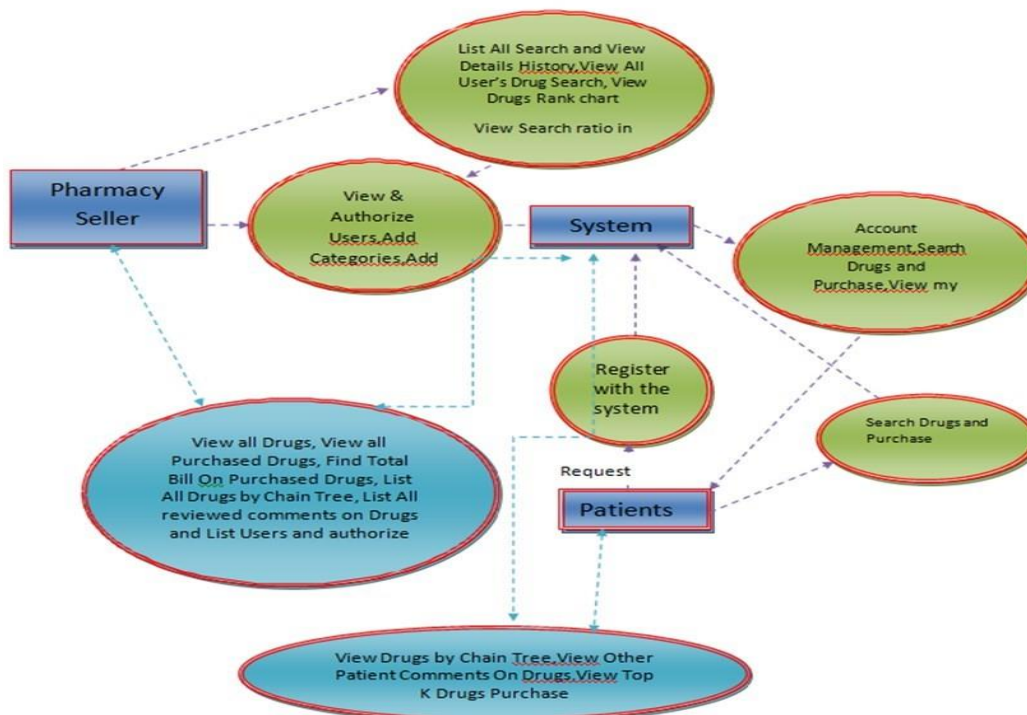 List All Search and View
Details History,View All
User's Drug Search, View
Drugs Rank chart
View Search ratio in
Pharmacy
Seller
View &
Authorize
Users,Add
Categories,Add
System
Account
Management,Search
Drugs and
Purchase,View my
Register
with the
system
Search Drugs and
Purchase
View all Drugs, View all
Purchased Drugs, Find Total
Bill On Purchased Drugs, List
All Drugs by Chain Tree, List All
reviewed comments on Drugs
and List Users and authorize
Request
Patients
View Drugs by Chain Tree,View Other
Patient Comments On Drugs,View Top
K Drugs Purchase